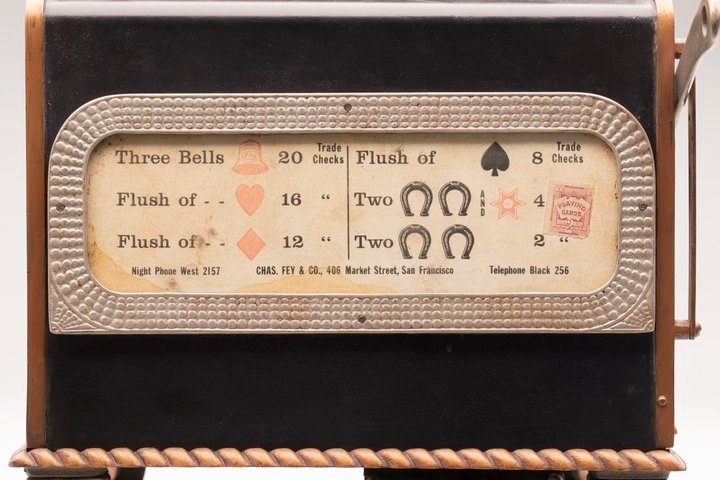 Three Bells 20 Trade Checks
Flush of - - 16 “
Flush of - - 12 “
Flush of 8 Trade Checks
Two AND 4
PLAYING CARDS
Two 2 “
Night Phone West 2157 CHAS. FEY & CO., 406 Market Street, San Francisco Telephone Black 256